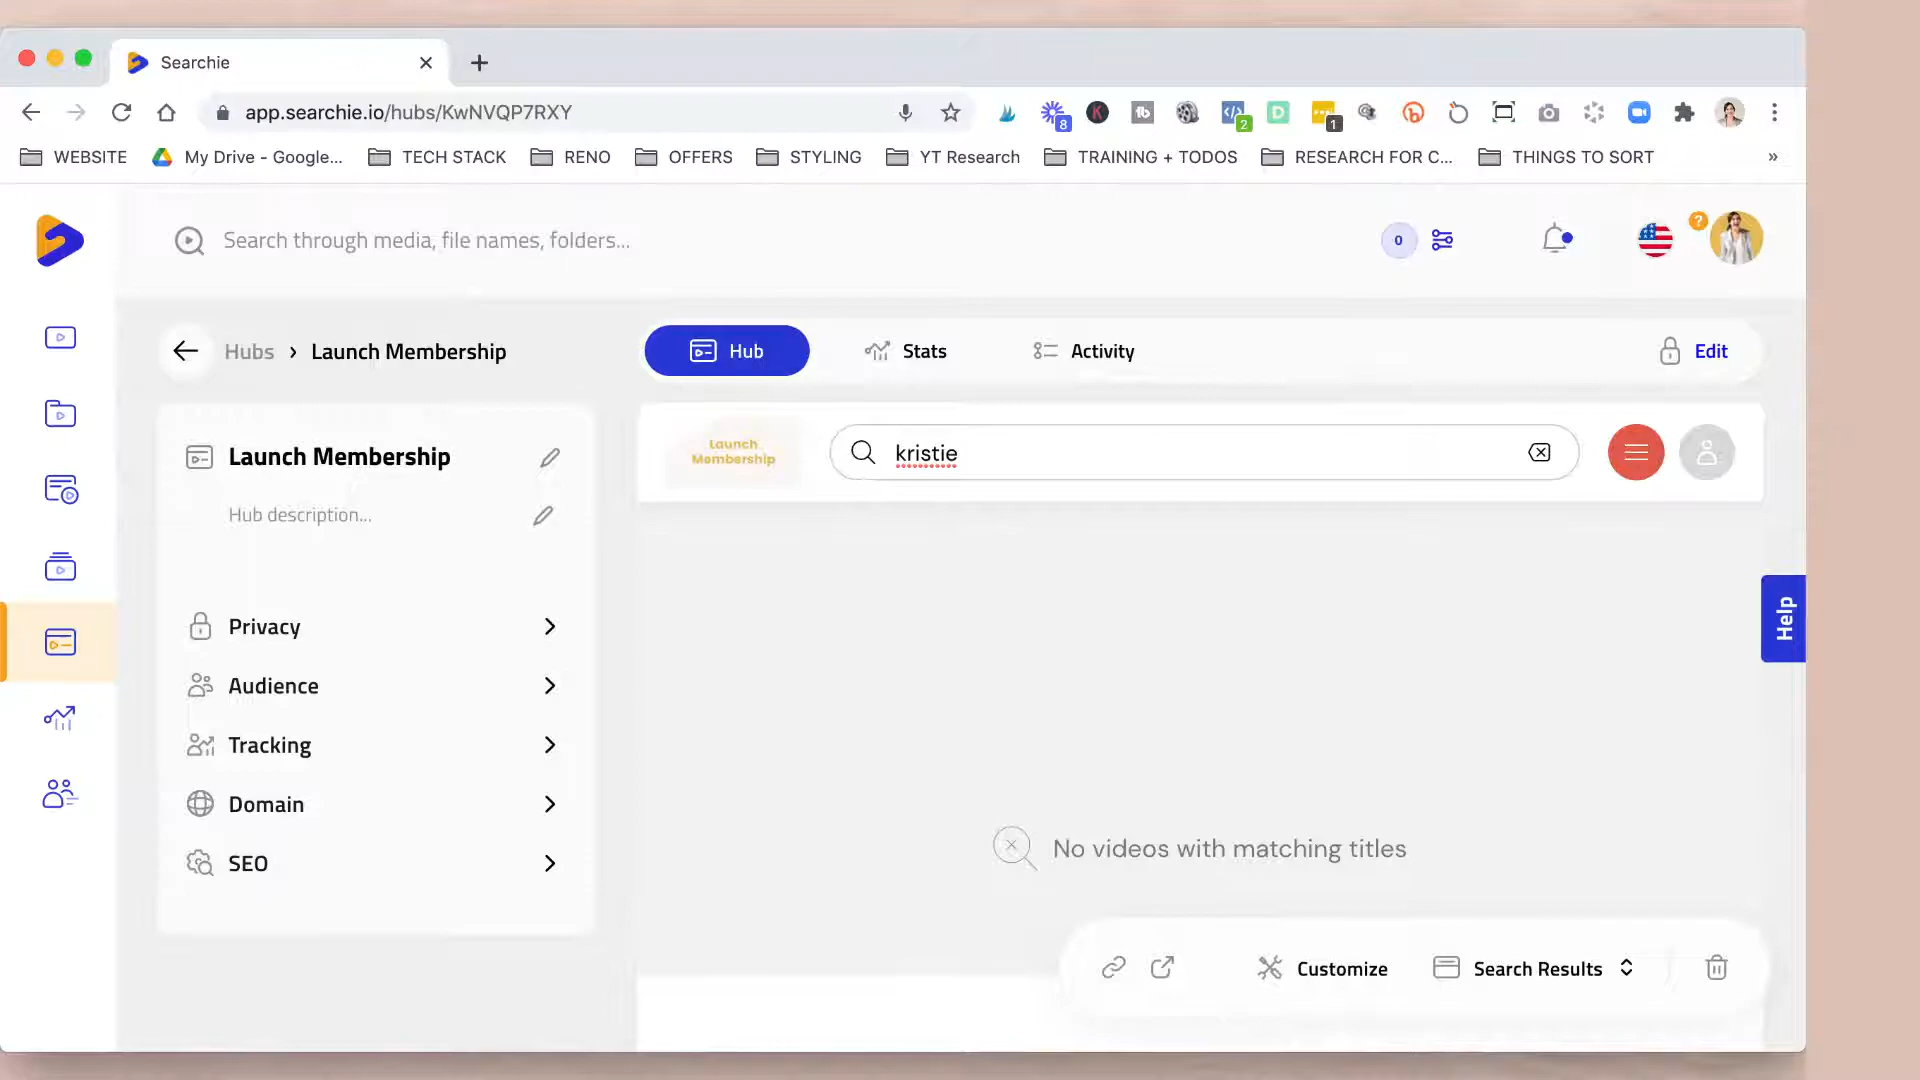 Searchie
app.searchie.io/hubs/KwNVQP7RXY
8
2
1
WEBSITE
My Drive - Google...
TECH STACK
RENO
OFFERS
STYLING
YT Research
TRAINING + TODOS
RESEARCH FOR C...
THINGS TO SORT
»
Search through media, file names, folders...
0
?
Hubs › Launch Membership
Hub
Stats
Activity
Edit
Launch Membership
Hub description...
Privacy
Audience
Tracking
Domain
SEO
Launch
Membership
kristie
Help
No videos with matching titles
Customize
Search Results